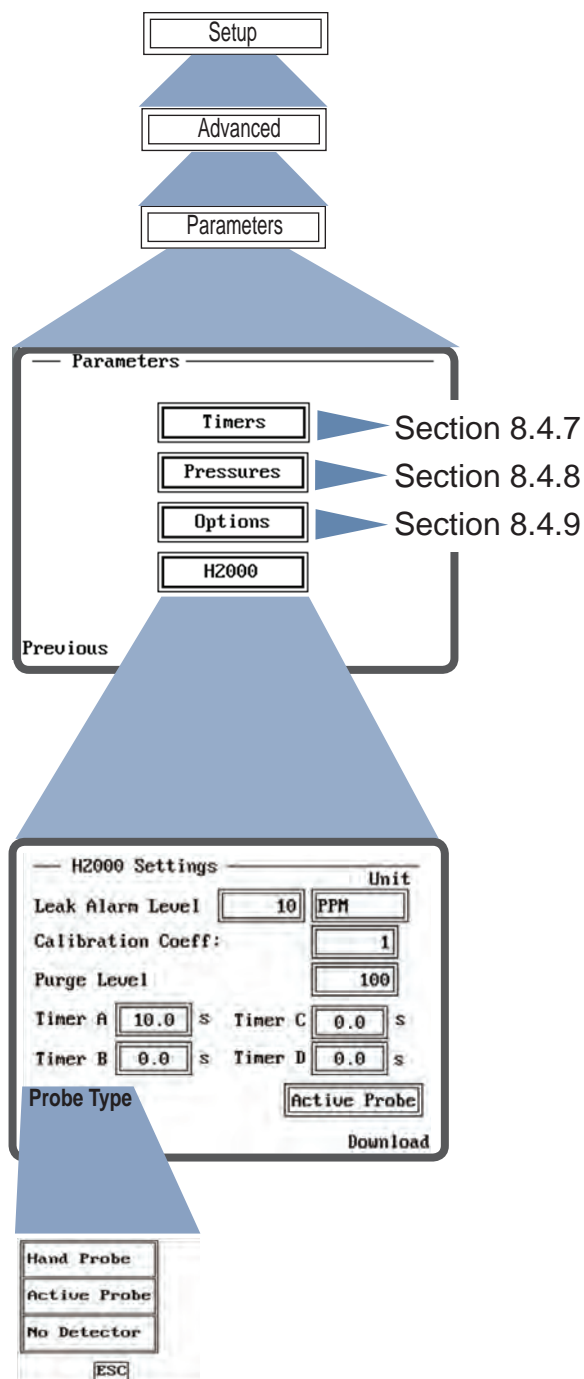 Setup
Advanced
Parameters
Parameters
Timers Section 8.4.7
Pressures Section 8.4.8
Options Section 8.4.9
H2000
Previous
H2000 Settings
Unit
Leak Alarm Level 10 PPM
Calibration Coeff: 1
Purge Level 100
Timer A 10.0 s Timer C 0.0 s
Timer B 0.0 s Timer D 0.0 s
Probe Type Active Probe
Download
Hand Probe
Active Probe
No Detector
ESC